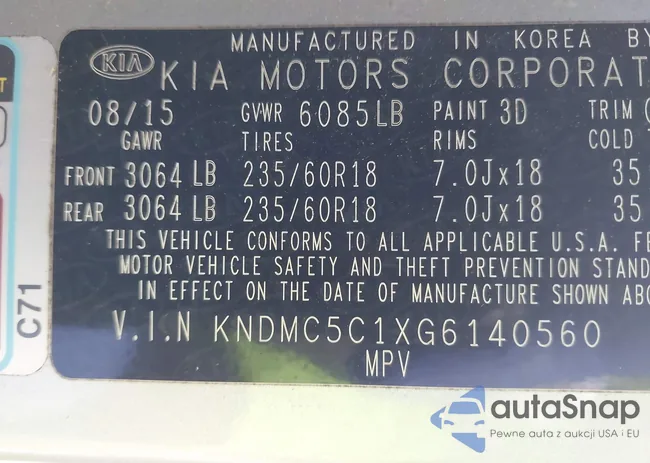 MANUFACTURED IN KOREA BY
KIA KIA MOTORS CORPORAT
08/15 GVWR 6085LB PAINT 3D TRIM
GAWR TIRES RIMS COLD T
FRONT 3064 LB 235/60R18 7.0Jx18 35
REAR 3064 LB 235/60R18 7.0Jx18 35
THIS VEHICLE CONFORMS TO ALL APPLICABLE U.S.A. FE
MOTOR VEHICLE SAFETY AND THEFT PREVENTION STAND
IN EFFECT ON THE DATE OF MANUFACTURE SHOWN ABO
V.I.N KNDMC5C1XG6140560
MPV
C71
autaSnap
Pewne auta z aukcji USA i EU